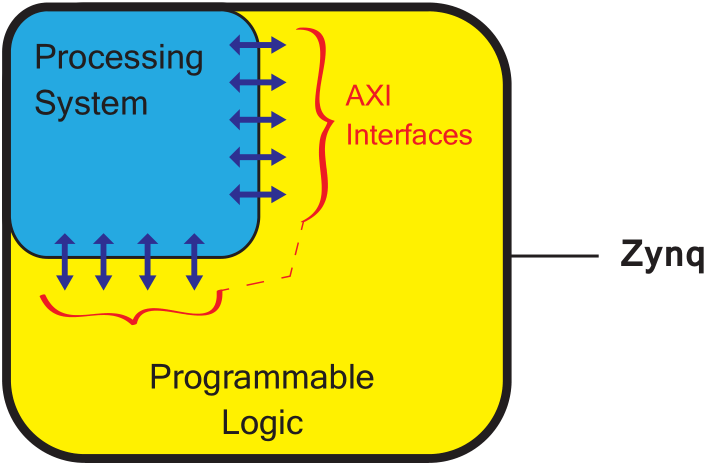 Processing
System
AXI
Interfaces
Zynq
Programmable
Logic